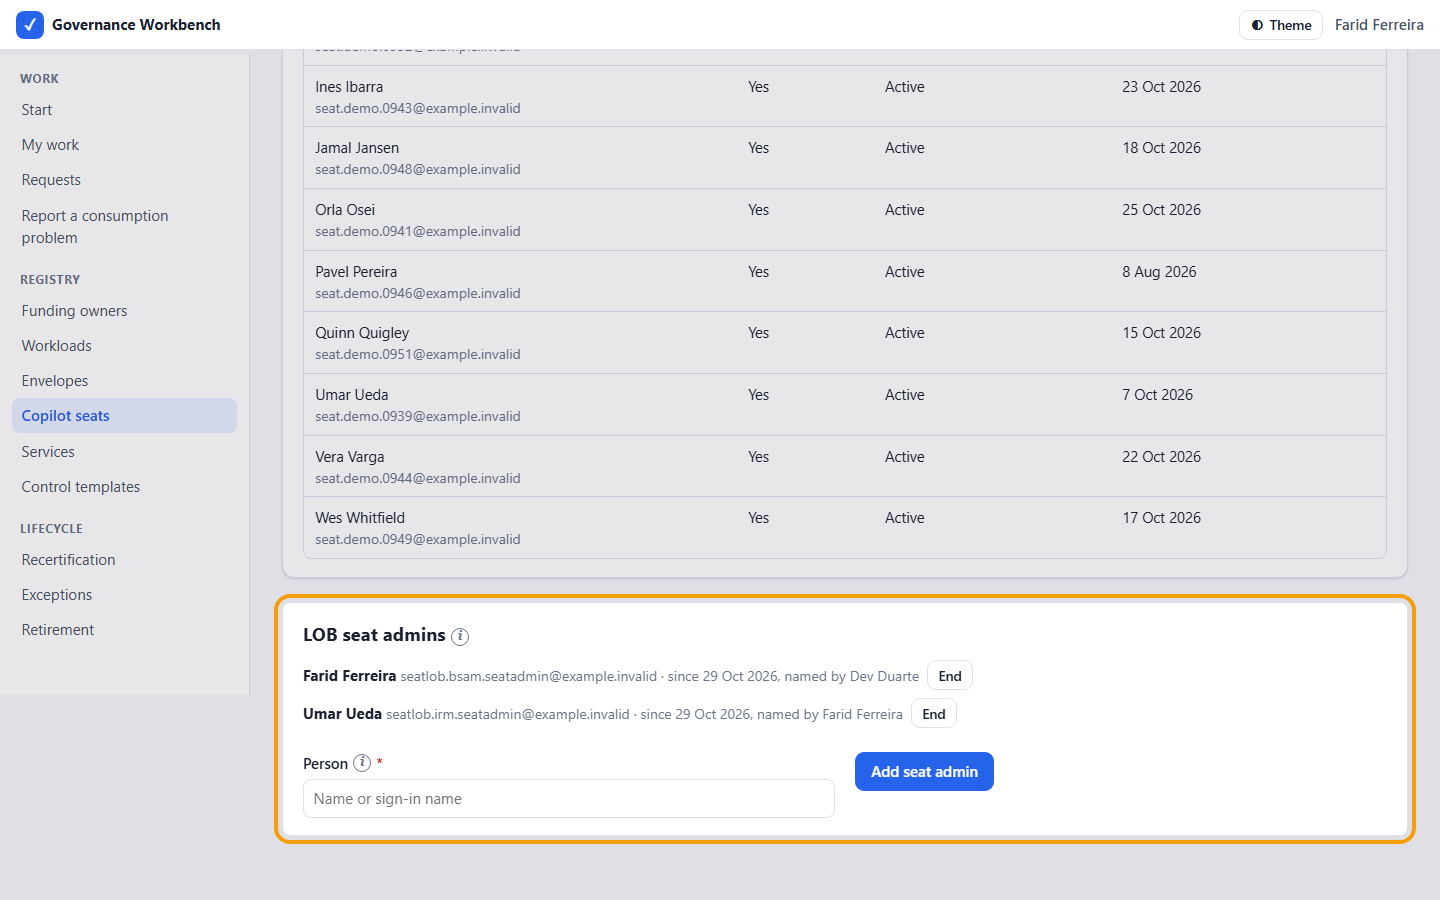 Governance Workbench
Theme
Farid Ferreira
WORK
Start
My work
Requests
Report a consumption
problem
REGISTRY
Funding owners
Workloads
Envelopes
Copilot seats
Services
Control templates
LIFECYCLE
Recertification
Exceptions
Retirement
Ines Ibarra Yes Active 23 Oct 2026
seat.demo.0943@example.invalid
Jamal Jansen Yes Active 18 Oct 2026
seat.demo.0948@example.invalid
Orla Osei Yes Active 25 Oct 2026
seat.demo.0941@example.invalid
Pavel Pereira Yes Active 8 Aug 2026
seat.demo.0946@example.invalid
Quinn Quigley Yes Active 15 Oct 2026
seat.demo.0951@example.invalid
Umar Ueda Yes Active 7 Oct 2026
seat.demo.0939@example.invalid
Vera Varga Yes Active 22 Oct 2026
seat.demo.0944@example.invalid
Wes Whitfield Yes Active 17 Oct 2026
seat.demo.0949@example.invalid
LOB seat admins i
Farid Ferreira seatlob.bsam.seatadmin@example.invalid · since 29 Oct 2026, named by Dev Duarte End
Umar Ueda seatlob.irm.seatadmin@example.invalid · since 29 Oct 2026, named by Farid Ferreira End
Person i *
Name or sign-in name
Add seat admin